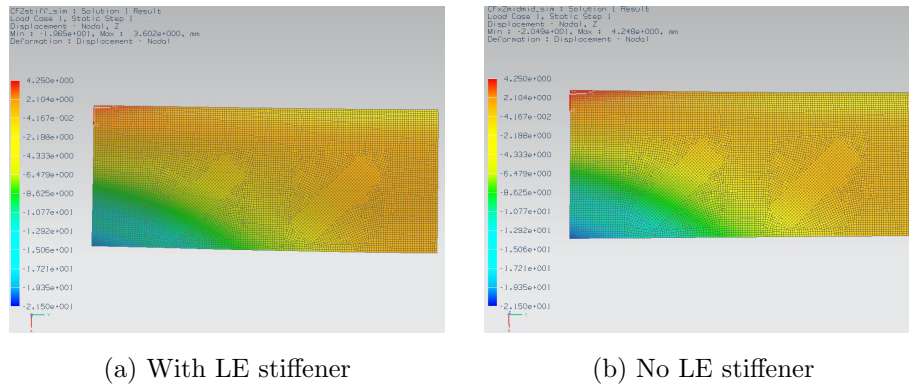 CFZstiff_sim : Solution 1 Result
Load Case 1, Static Step 1
Displacement - Nodal, Z
Min : -1.965e+001, Max : 3.602e+000, mm
Deformation : Displacement - Nodal
4.250e+000
2.104e+000
-4.167e-002
-2.188e+000
-4.333e+000
-6.479e+000
-8.625e+000
-1.077e+001
-1.292e+001
-1.506e+001
-1.721e+001
-1.935e+001
-2.150e+001
(a) With LE stiffener
CFx2midmid_sim : Solution 1 Result
Load Case 1, Static Step 1
Displacement - Nodal, Z
Min : -2.049e+001, Max : 4.248e+000, mm
Deformation : Displacement - Nodal
4.250e+000
2.104e+000
-4.167e-002
-2.188e+000
-4.333e+000
-6.479e+000
-8.625e+000
-1.077e+001
-1.292e+001
-1.506e+001
-1.721e+001
-1.935e+001
-2.150e+001
(b) No LE stiffener